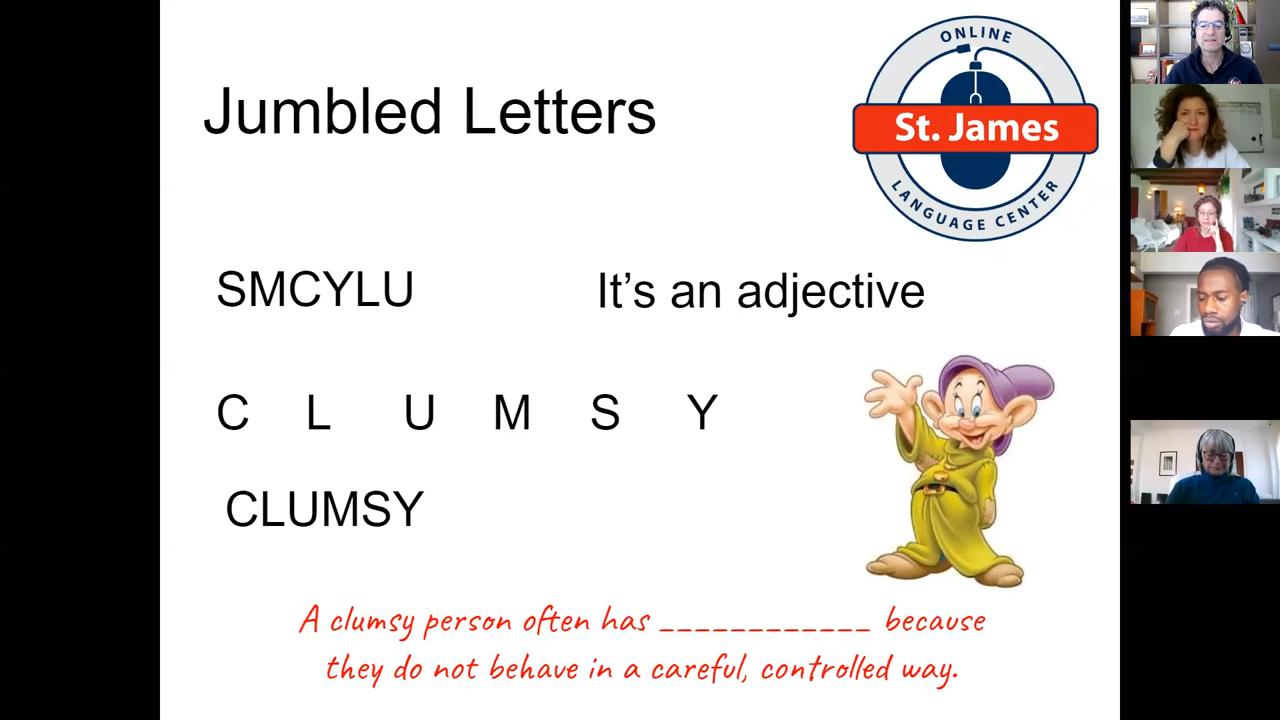 ONLINE
St. James
LANGUAGE CENTER
Jumbled Letters
SMCYLU
It's an adjective
C L U M S Y
CLUMSY
A clumsy person often has ____________ because
they do not behave in a careful, controlled way.